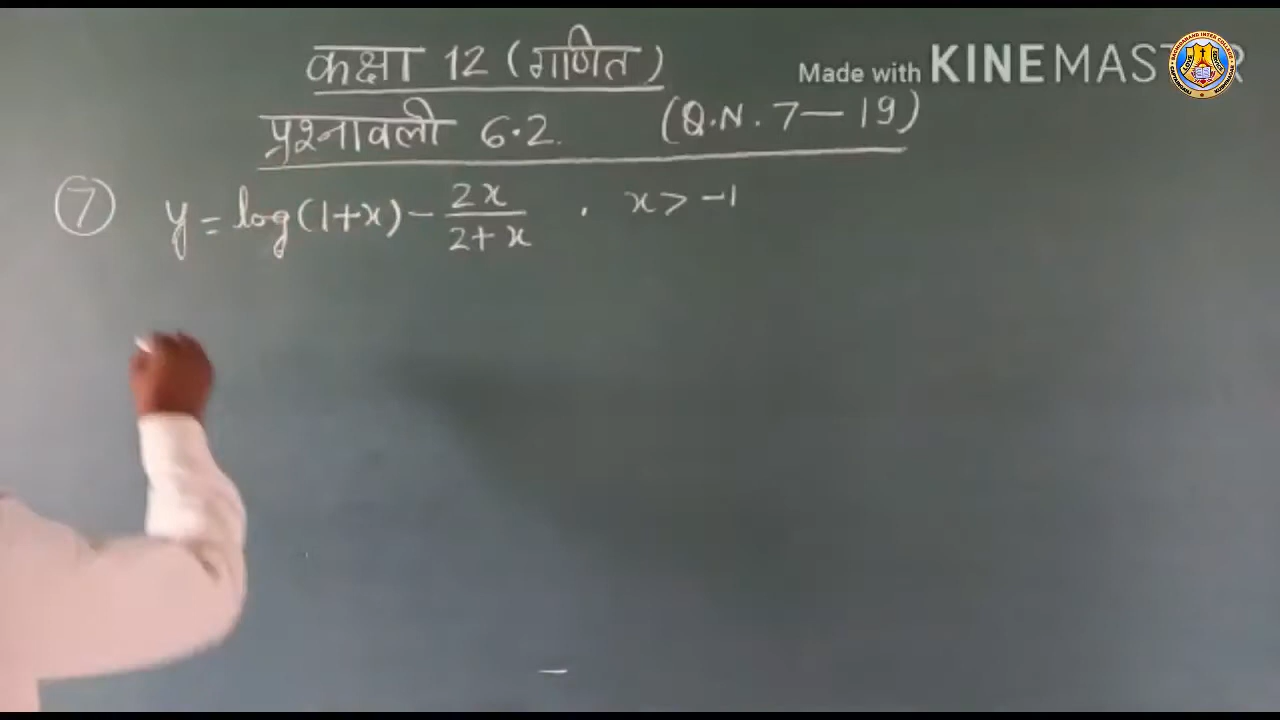 कक्षा 12 (गणित)
Made with KINEMASTER
प्रश्नावली 6.2. (Q.N. 7 — 19)
⑦ y = log(1+x) - 2x/2+x , x > -1